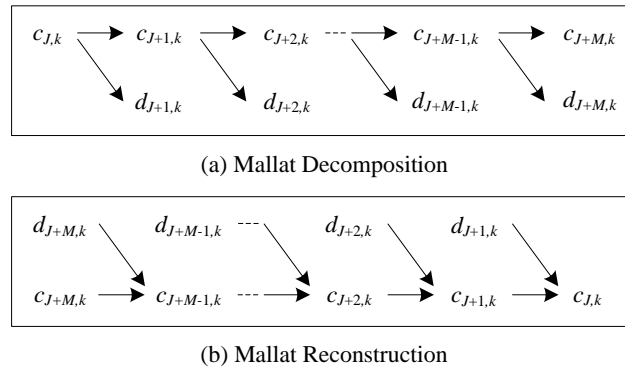 c_{J,k} c_{J+1,k} c_{J+2,k} c_{J+M-1,k} c_{J+M,k}
d_{J+1,k} d_{J+2,k} d_{J+M-1,k} d_{J+M,k}
(a) Mallat Decomposition
d_{J+M,k} d_{J+M-1,k} d_{J+2,k} d_{J+1,k}
c_{J+M,k} c_{J+M-1,k} c_{J+2,k} c_{J+1,k} c_{J,k}
(b) Mallat Reconstruction